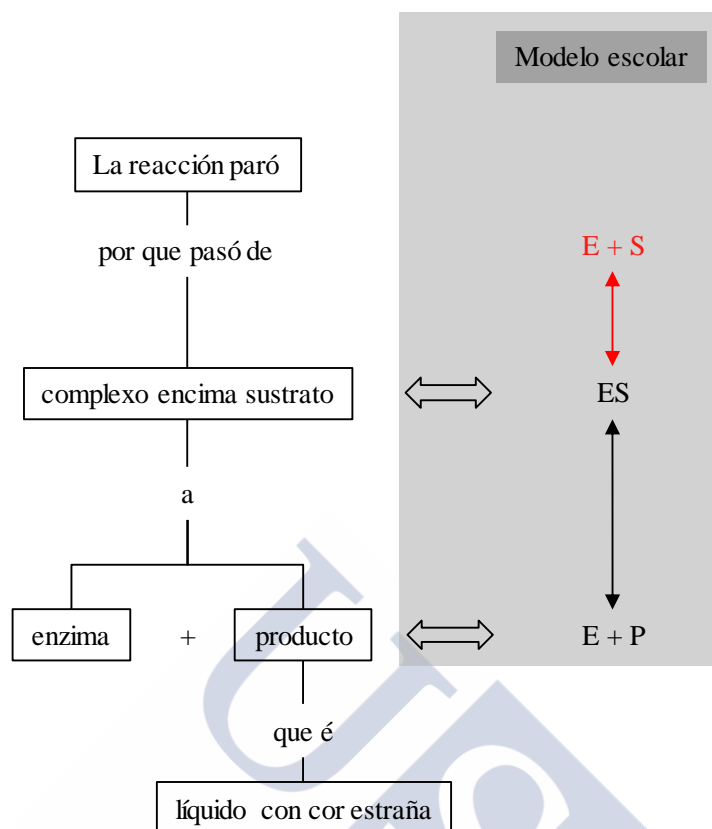 Modelo escolar
La reacción paró
por que pasó de
E + S
complexo encima sustrato
ES
a
enzima + producto
E + P
que é
líquido con cor estraña